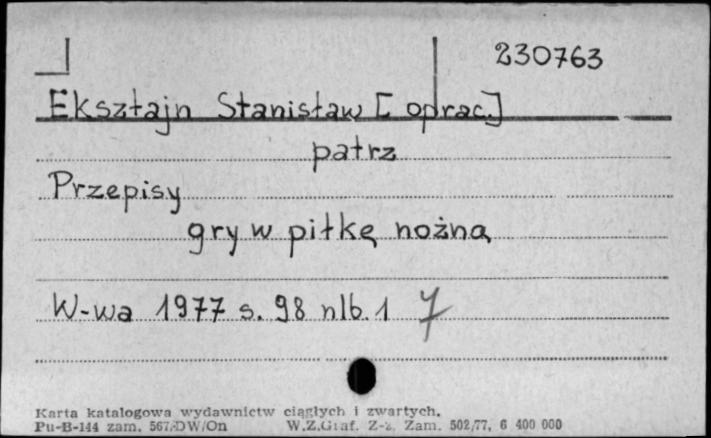 230763
Eksztajn Stanisław [oprac.]
patrz
Przepisy
gry w piłkę nożną
W-wa 1977 s. 98 nlb. 1 7
Karta katalogowa wydawnictw ciągłych i zwartych.
Pu-B-144 zam. 567/DW/On W.Z.Graf. Z-z. Zam. 502/77. 6 400 000